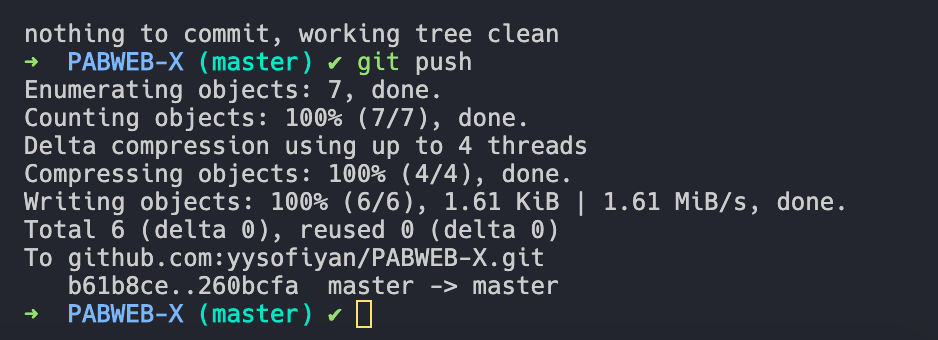 nothing to commit, working tree clean
➜  PABWEB-X (master) ✔ git push
Enumerating objects: 7, done.
Counting objects: 100% (7/7), done.
Delta compression using up to 4 threads
Compressing objects: 100% (4/4), done.
Writing objects: 100% (6/6), 1.61 KiB | 1.61 MiB/s, done.
Total 6 (delta 0), reused 0 (delta 0)
To github.com:yysofiyan/PABWEB-X.git
   b61b8ce..260bcfa  master -> master
➜  PABWEB-X (master) ✔